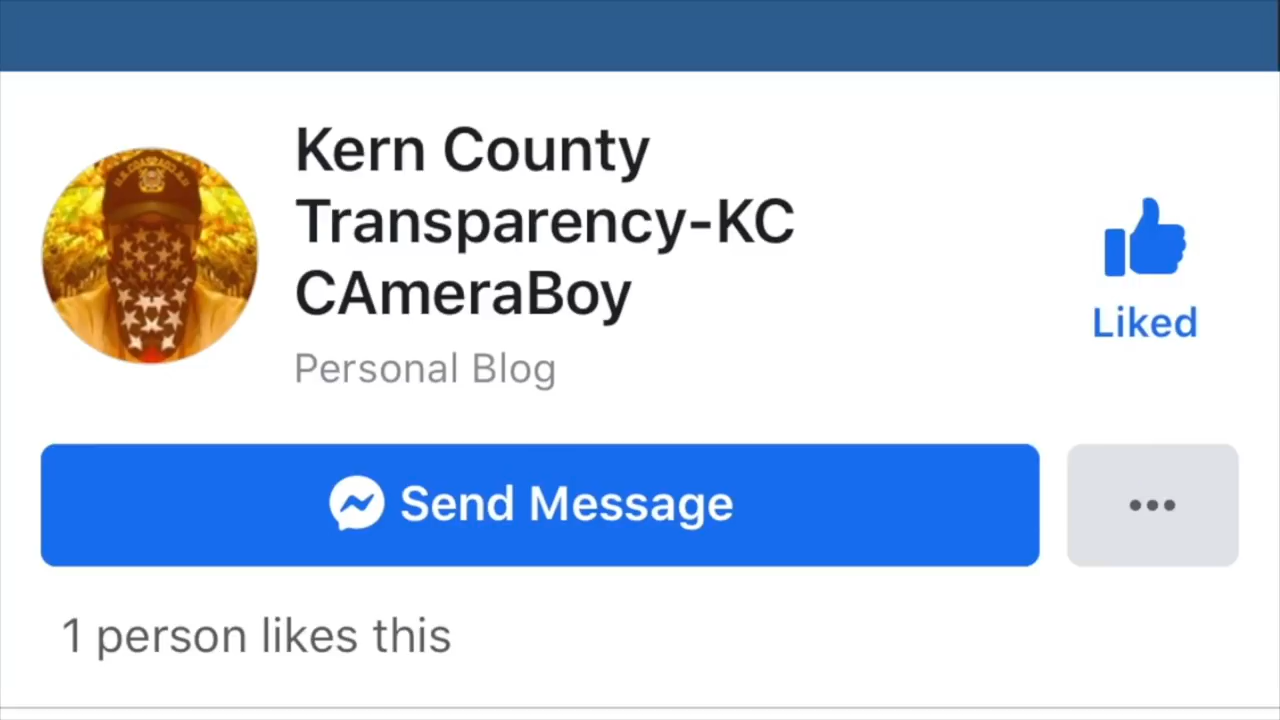 Kern County
Transparency-KC
CAmeraBoy
Liked
Personal Blog
Send Message
1 person likes this